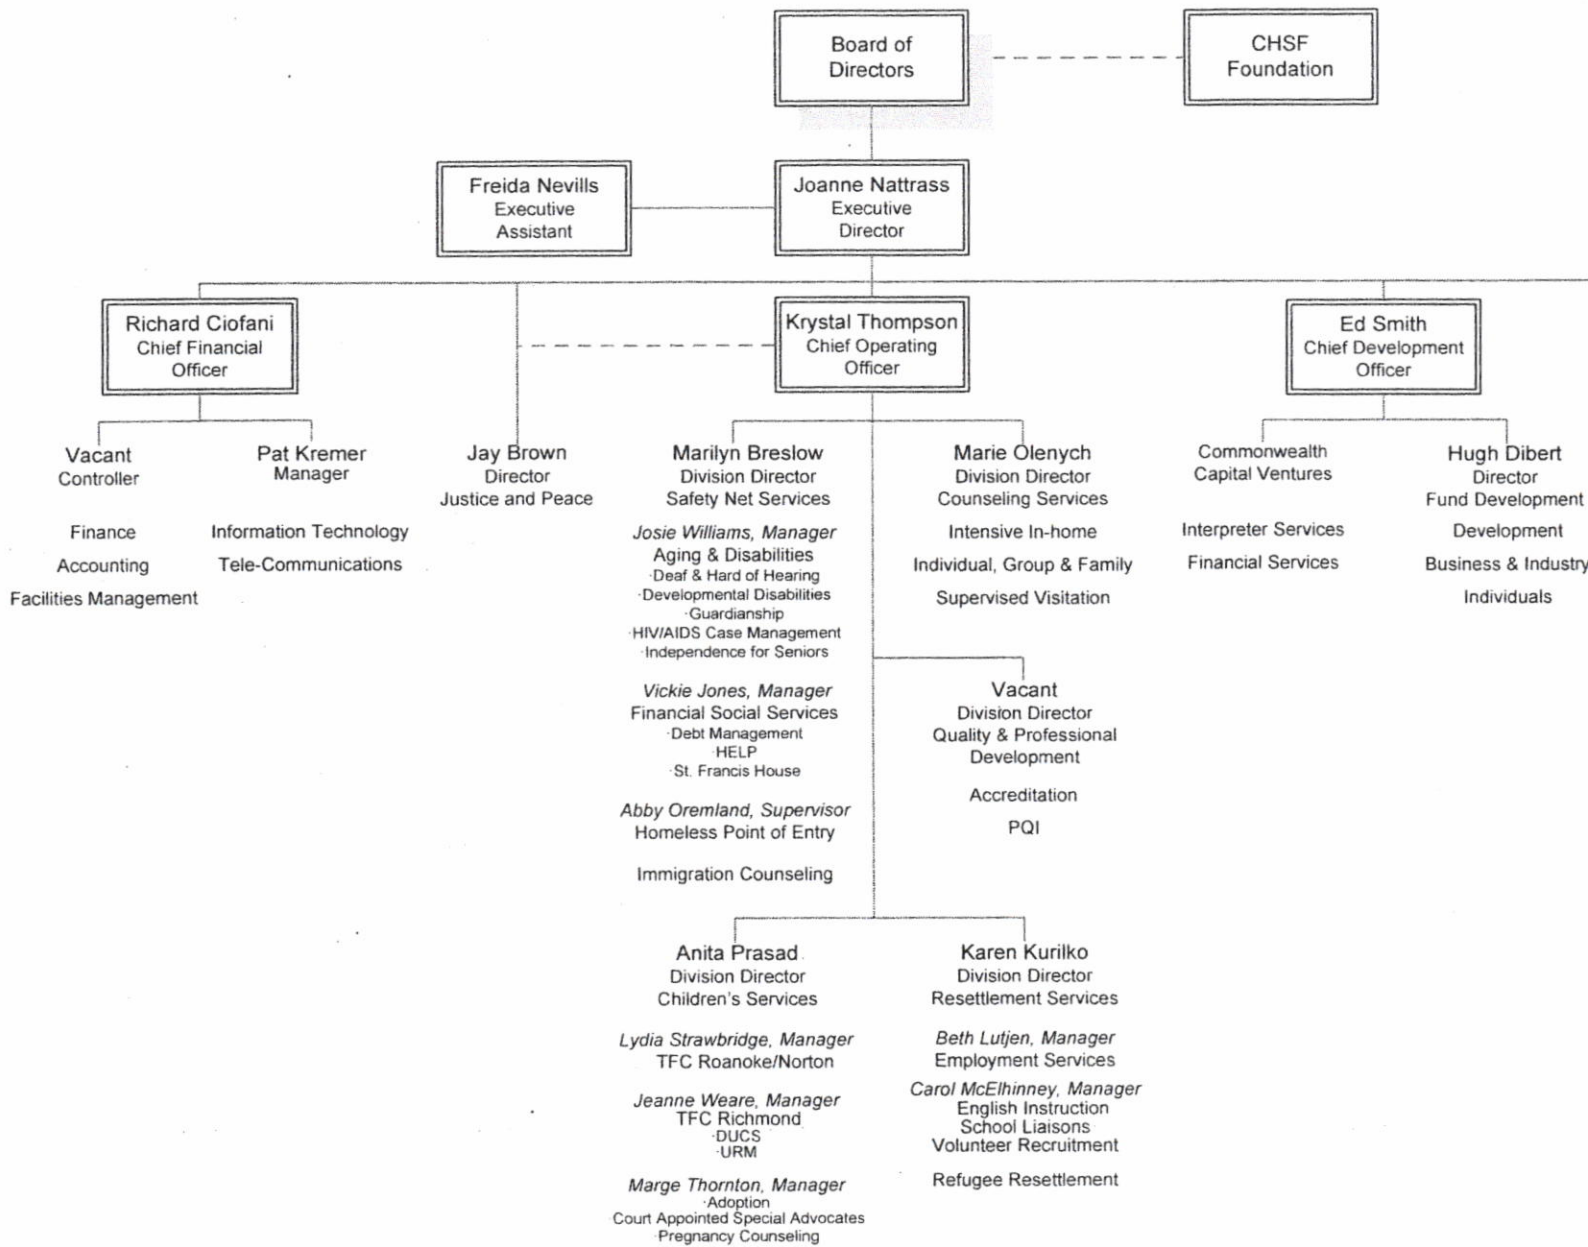 Board of
Directors
CHSF
Foundation
Freida Nevills
Executive
Assistant
Joanne Nattrass
Executive
Director
Richard Ciofani
Chief Financial
Officer
Krystal Thompson
Chief Operating
Officer
Ed Smith
Chief Development
Officer
Vacant
Controller
Finance
Accounting
Facilities Management
Pat Kremer
Manager
Information Technology
Tele-Communications
Jay Brown
Director
Justice and Peace
Marilyn Breslow
Division Director
Safety Net Services
Josie Williams, Manager
Aging & Disabilities
·Deaf & Hard of Hearing
·Developmental Disabilities
·Guardianship
·HIV/AIDS Case Management
·Independence for Seniors
Vickie Jones, Manager
Financial Social Services
·Debt Management
·HELP
·St. Francis House
Abby Oremland, Supervisor
Homeless Point of Entry
Immigration Counseling
Marie Olenych
Division Director
Counseling Services
Intensive In-home
Individual, Group & Family
Supervised Visitation
Vacant
Division Director
Quality & Professional
Development
Accreditation
PQI
Commonwealth
Capital Ventures
Interpreter Services
Financial Services
Hugh Dibert
Director
Fund Development
Development
Business & Industry
Individuals
Anita Prasad
Division Director
Children's Services
Lydia Strawbridge, Manager
TFC Roanoke/Norton
Jeanne Weare, Manager
TFC Richmond
·DUCS
·URM
Marge Thornton, Manager
·Adoption
·Court Appointed Special Advocates
·Pregnancy Counseling
Karen Kurilko
Division Director
Resettlement Services
Beth Lutjen, Manager
Employment Services
Carol McElhinney, Manager
English Instruction
School Liaisons
Volunteer Recruitment
Refugee Resettlement